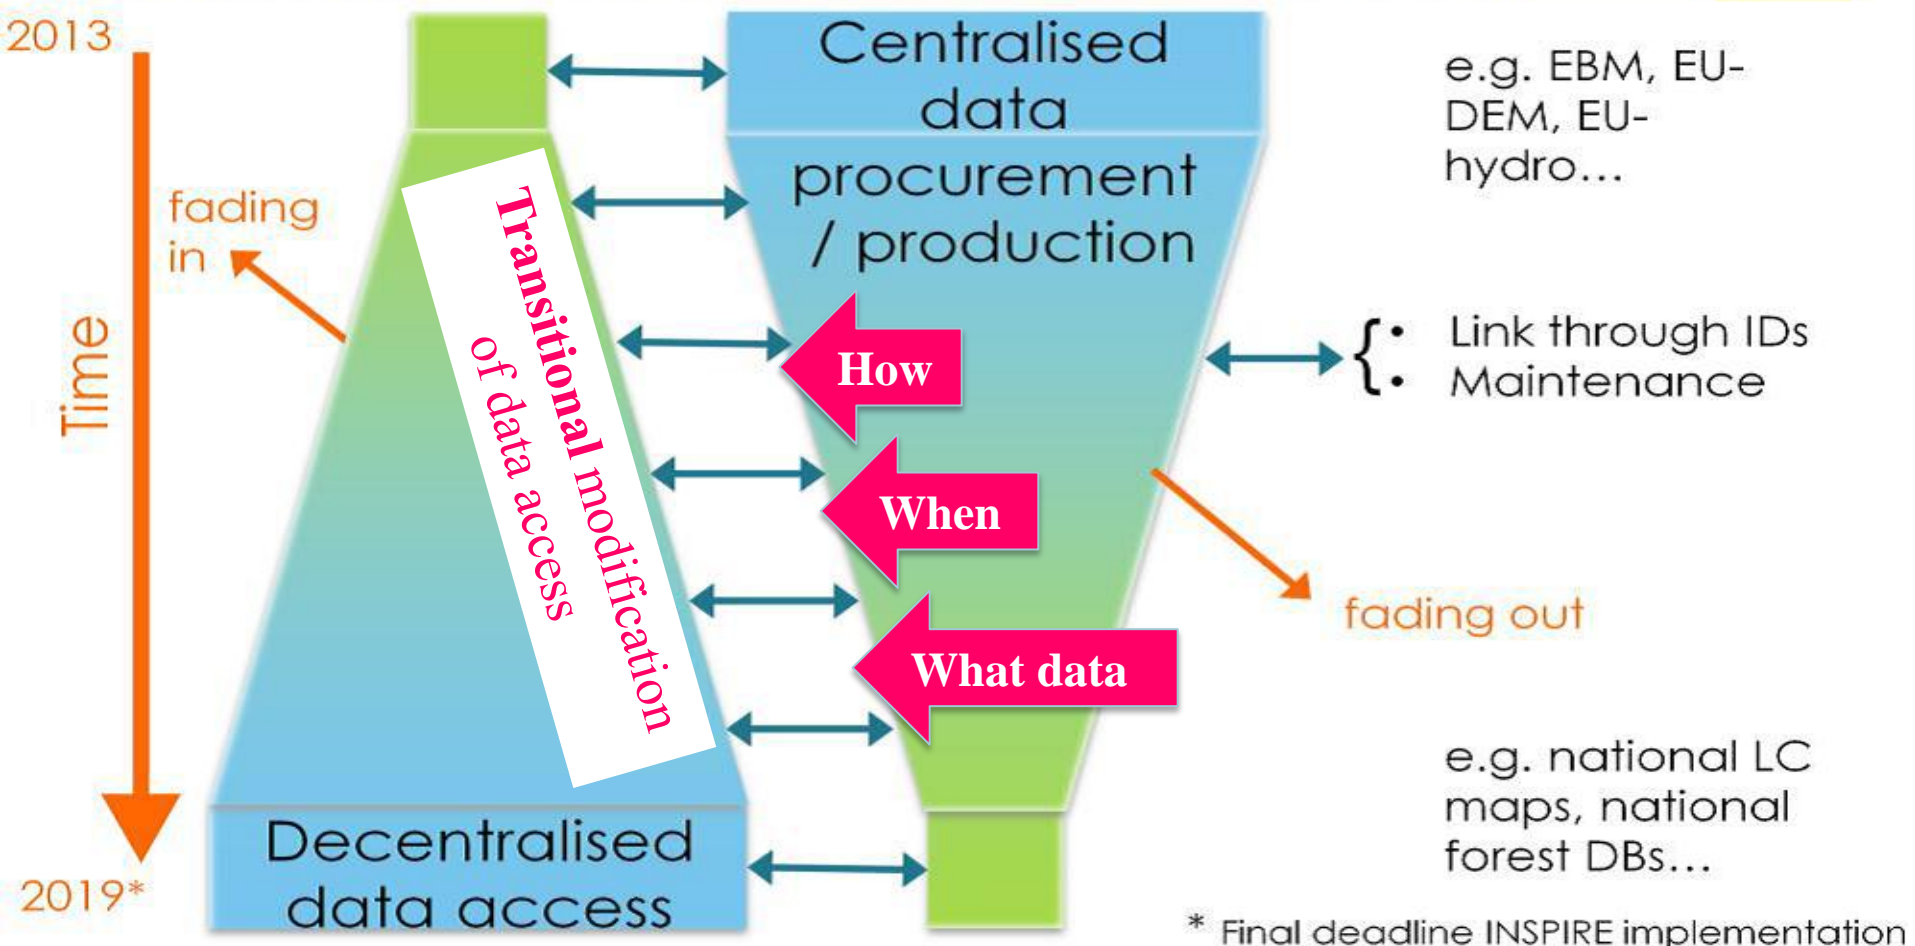 2013
Centralised
data
procurement
/ production
e.g. EBM, EU-
DEM, EU-
hydro...
fading
in
Time
Transitional modification
of data access
How
When
What data
{• Link through IDs
{• Maintenance
fading out
e.g. national LC
maps, national
forest DBs...
Decentralised
data access
2019*
* Final deadline INSPIRE implementation